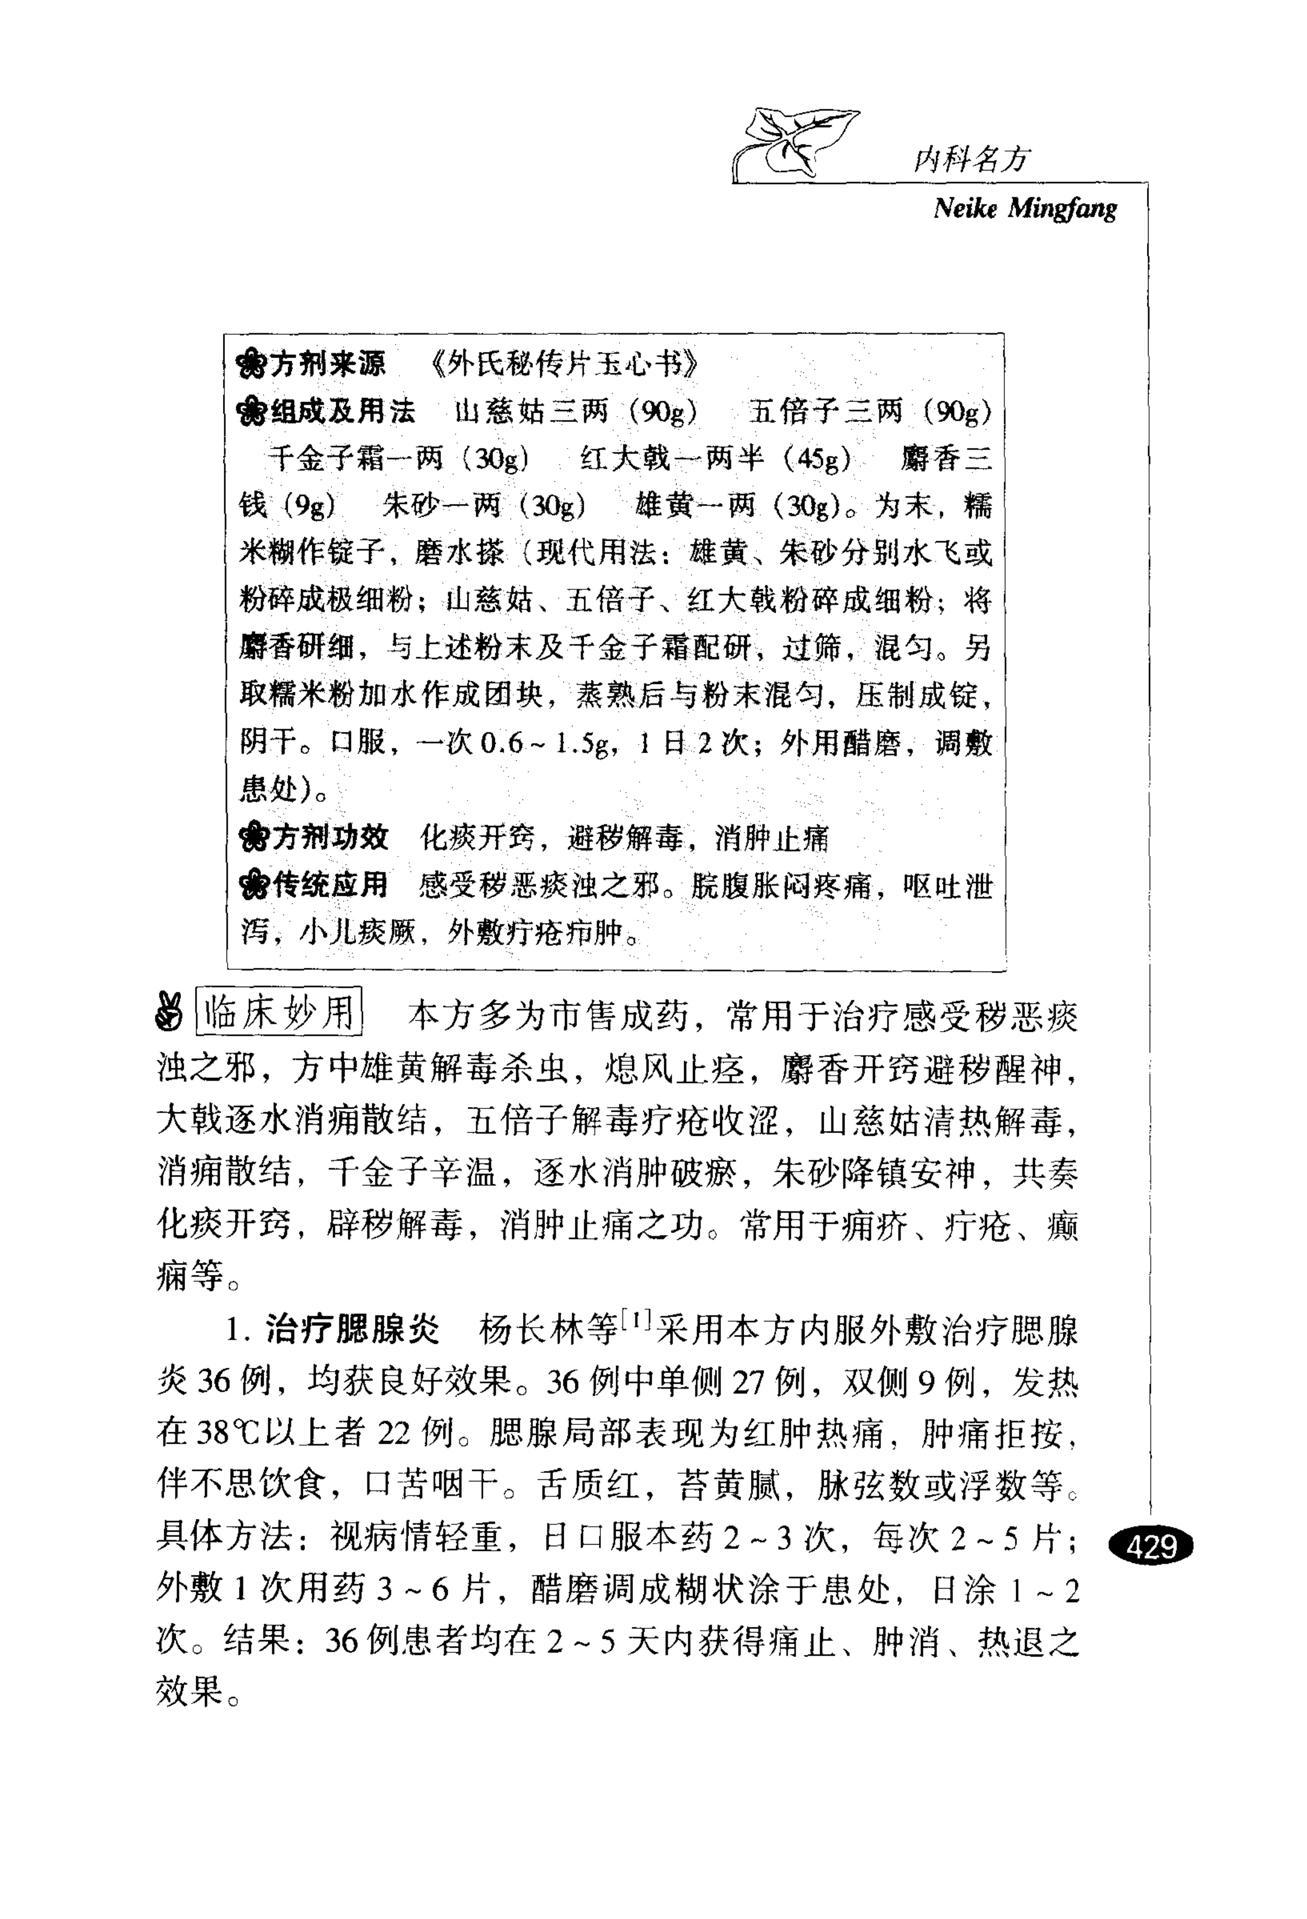 内科名方
Neike Mingfang
方剂来源 《外氏秘传片玉心书》
组成及用法 山慈姑三两（90g） 五倍子三两（90g）
千金子霜一两（30g） 红大戟一两半（45g） 麝香三
钱（9g） 朱砂一两（30g） 雄黄一两（30g）。为末，糯
米糊作锭子，磨水搽（现代用法：雄黄、朱砂分别水飞或
粉碎成极细粉；山慈姑、五倍子、红大戟粉碎成细粉；将
麝香研细，与上述粉末及千金子霜配研，过筛，混匀。另
取糯米粉加水作成团块，蒸熟后与粉末混匀，压制成锭，
阴干。口服，一次0.6～1.5g，1日2次；外用醋磨，调敷
患处）。
方剂功效 化痰开窍，避秽解毒，消肿止痛
传统应用 感受秽恶痰浊之邪。脘腹胀闷疼痛，呕吐泄
泻，小儿痰厥，外敷疔疮疖肿。
临床妙用 本方多为市售成药，常用于治疗感受秽恶痰
浊之邪，方中雄黄解毒杀虫，熄风止痉，麝香开窍避秽醒神，
大戟逐水消痈散结，五倍子解毒疗疮收涩，山慈姑清热解毒，
消痈散结，千金子辛温，逐水消肿破瘀，朱砂降镇安神，共奏
化痰开窍，辟秽解毒，消肿止痛之功。常用于痈疥、疔疮、癫
痫等。
1. 治疗腮腺炎 杨长林等[1]采用本方内服外敷治疗腮腺
炎36例，均获良好效果。36例中单侧27例，双侧9例，发热
在38℃以上者22例。腮腺局部表现为红肿热痛，肿痛拒按，
伴不思饮食，口苦咽干。舌质红，苔黄腻，脉弦数或浮数等。
具体方法：视病情轻重，日口服本药2～3次，每次2～5片；
外敷1次用药3～6片，醋磨调成糊状涂于患处，日涂1～2
次。结果：36例患者均在2～5天内获得痛止、肿消、热退之
效果。
429